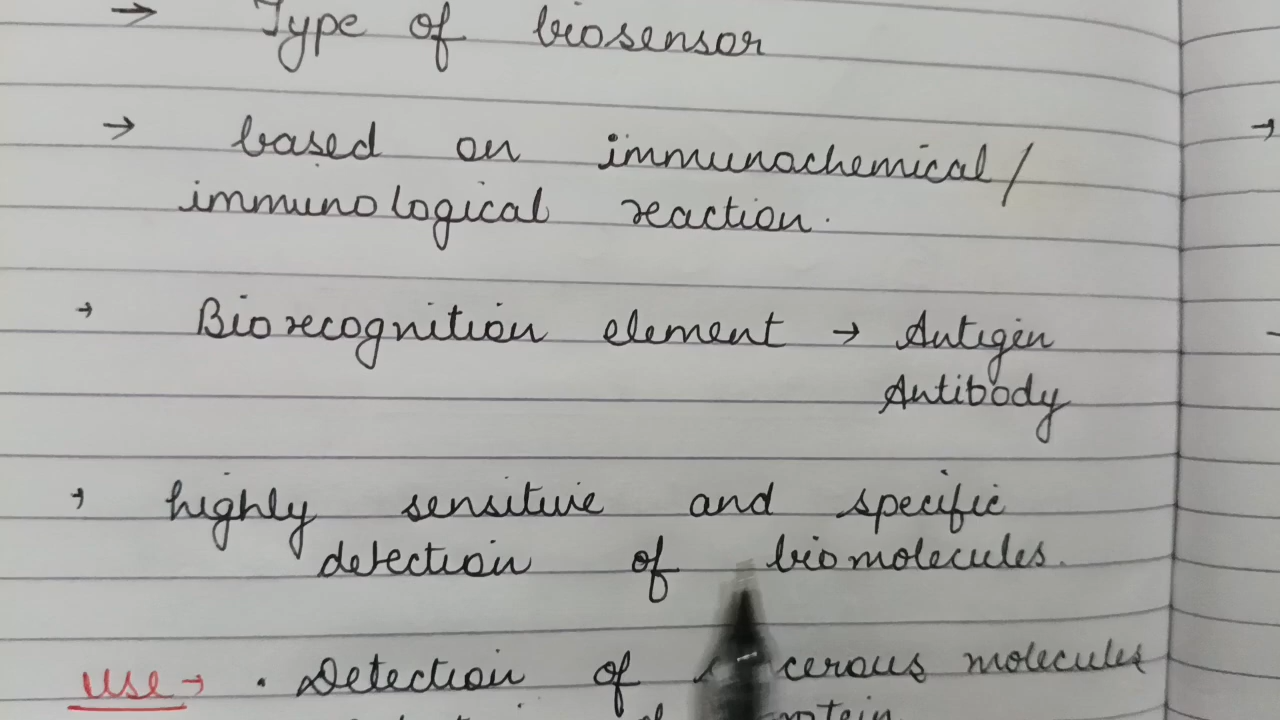 → Type of biosensor
→ based on immunochemical/
immunological reaction.
→ Biorecognition element → Antigen
Antibody
→ highly sensitive and specific
detection of biomolecules.
Use → • Detection of cerous molecules